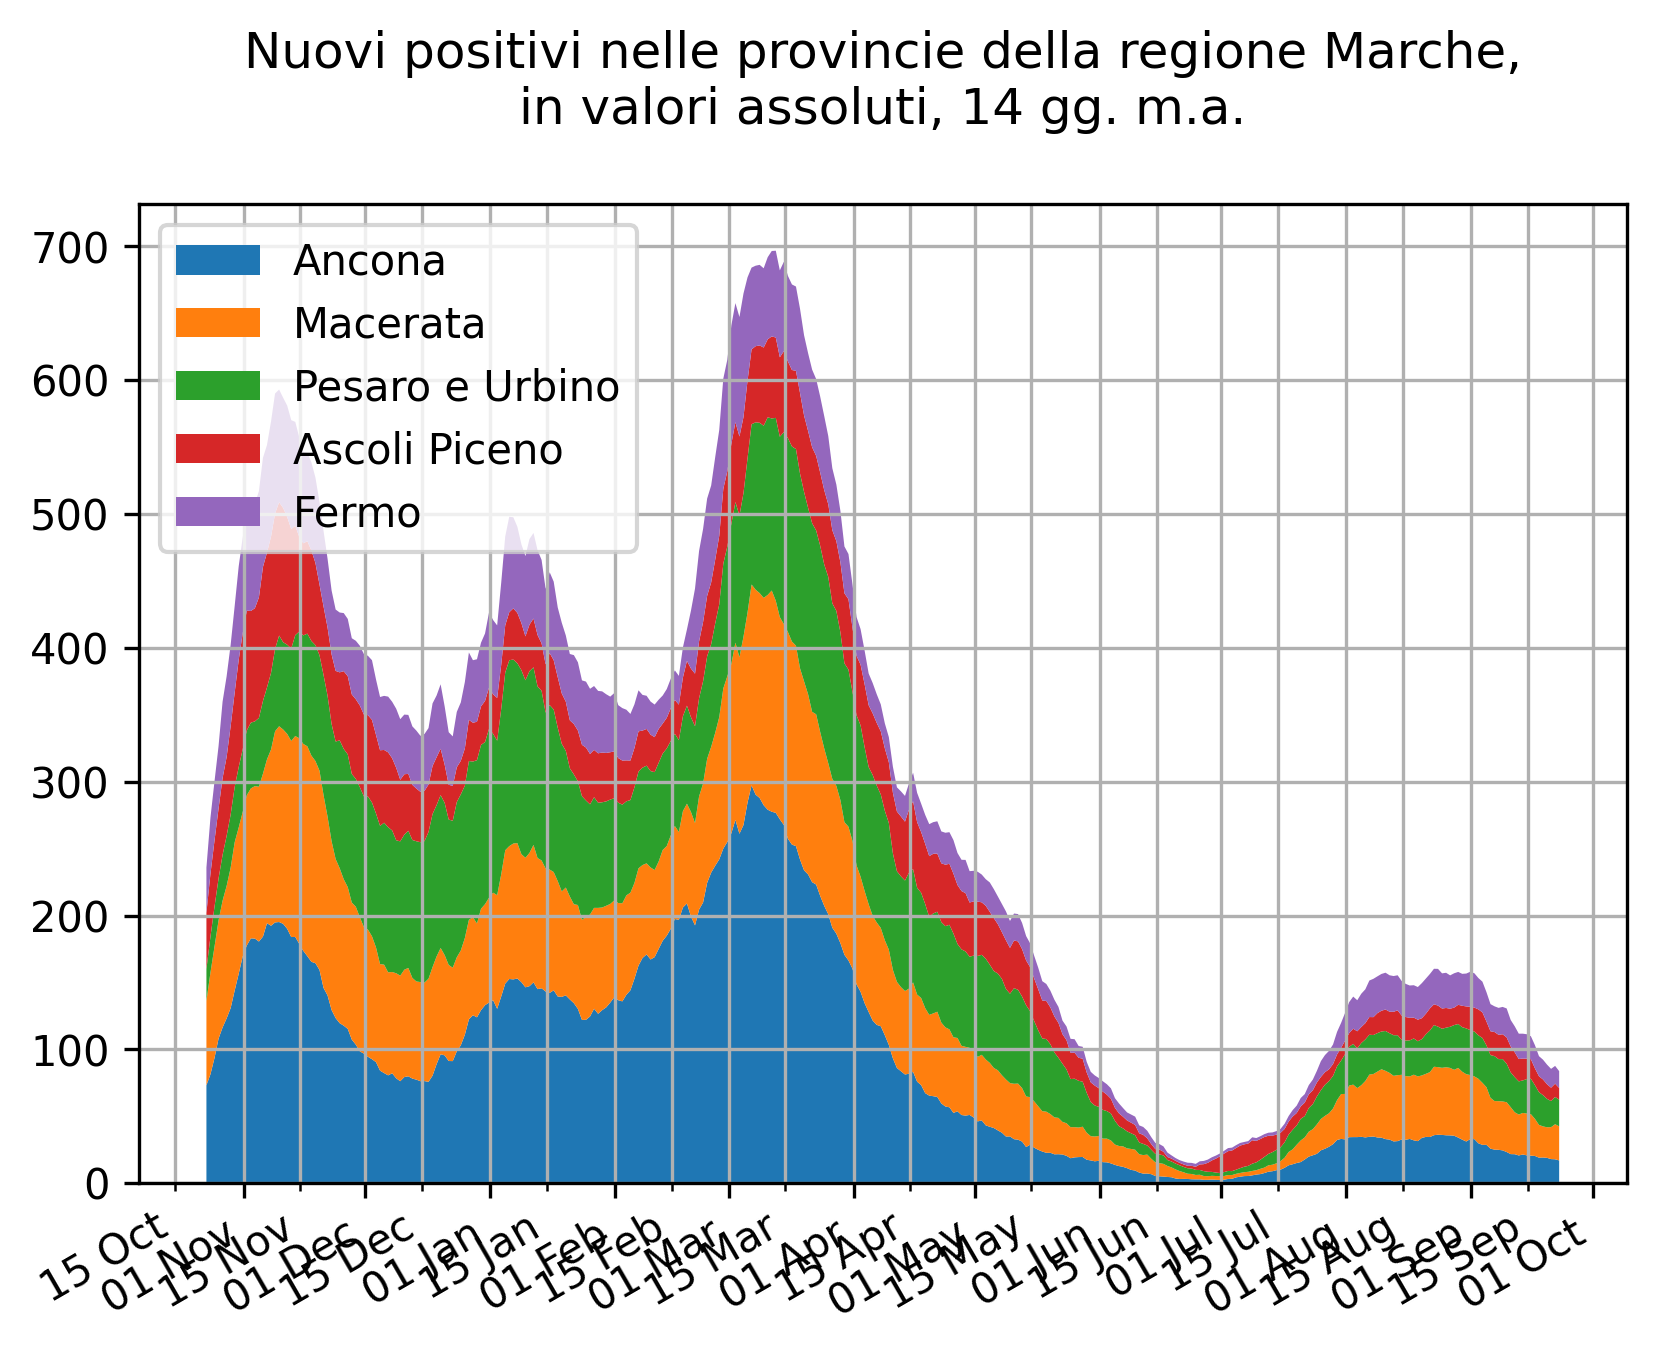 Nuovi positivi nelle provincie della regione Marche,
in valori assoluti, 14 gg. m.a.
700
600
500
400
300
200
100
0
Ancona
Macerata
Pesaro e Urbino
Ascoli Piceno
Fermo
15 Oct
01 Nov
15 Nov
01 Dec
15 Dec
01 Jan
15 Jan
01 Feb
15 Feb
01 Mar
15 Mar
01 Apr
15 Apr
01 May
15 May
01 Jun
15 Jun
01 Jul
15 Jul
01 Aug
15 Aug
01 Sep
15 Sep
01 Oct